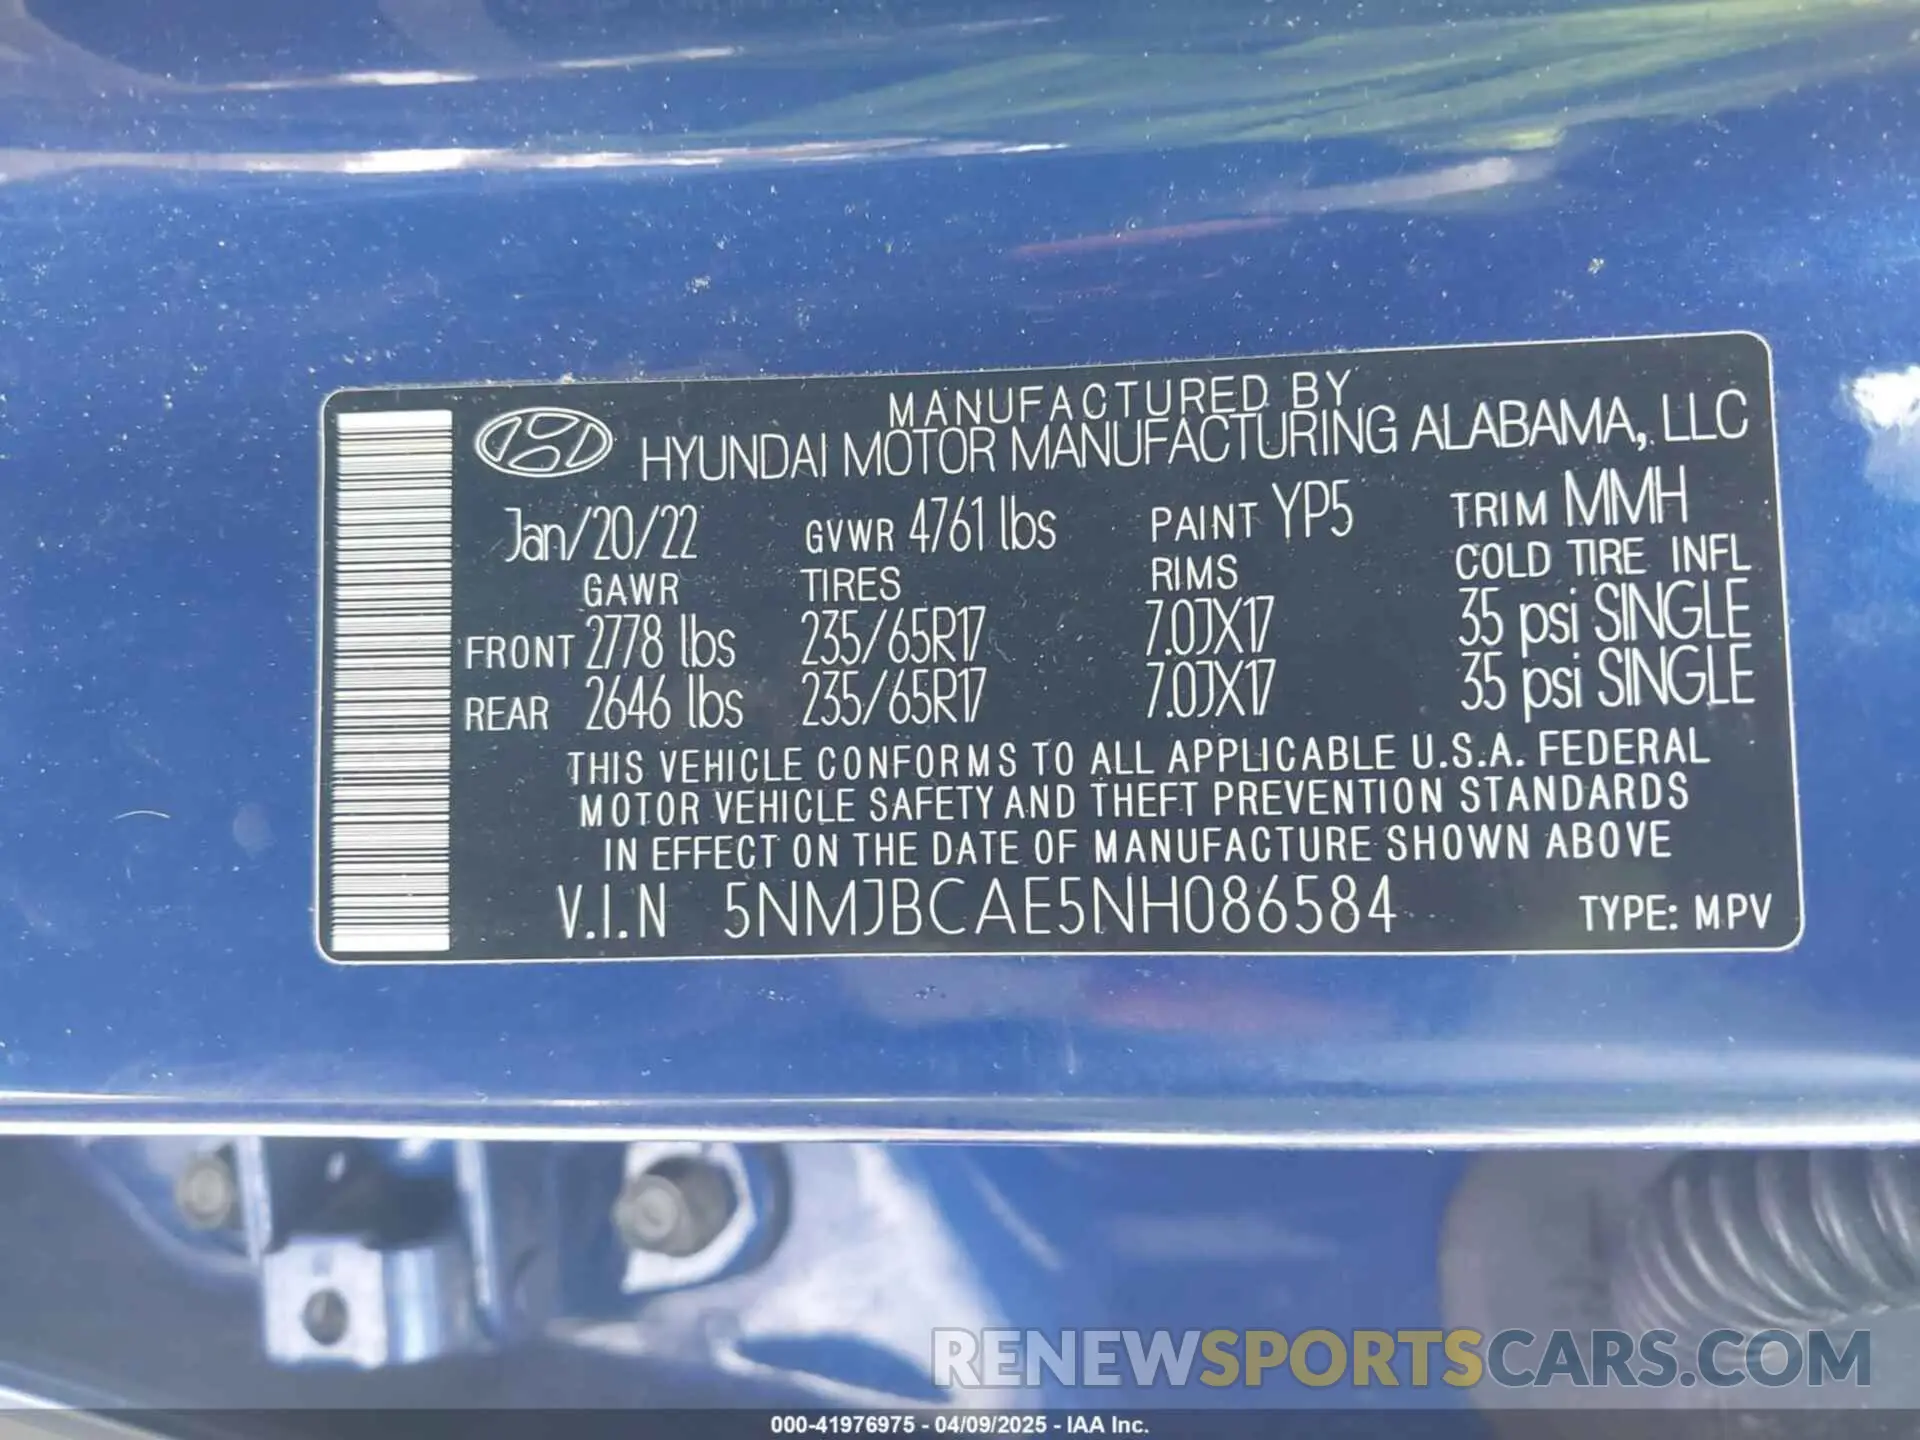 MANUFACTURED BY
HYUNDAI MOTOR MANUFACTURING ALABAMA, LLC
Jan/20/22 GVWR 4761 lbs PAINT YP5 TRIM MMH
GAWR TIRES RIMS COLD TIRE INFL
FRONT 2778 lbs 235/65R17 7.0JX17 35 psi SINGLE
REAR 2646 lbs 235/65R17 7.0JX17 35 psi SINGLE
THIS VEHICLE CONFORMS TO ALL APPLICABLE U.S.A. FEDERAL
MOTOR VEHICLE SAFETY AND THEFT PREVENTION STANDARDS
IN EFFECT ON THE DATE OF MANUFACTURE SHOWN ABOVE
V.I.N 5NMJBCAE5NH086584 TYPE: MPV
RENEWSPORTSCARS.COM
000-41976975 - 04/09/2025 - IAA Inc.